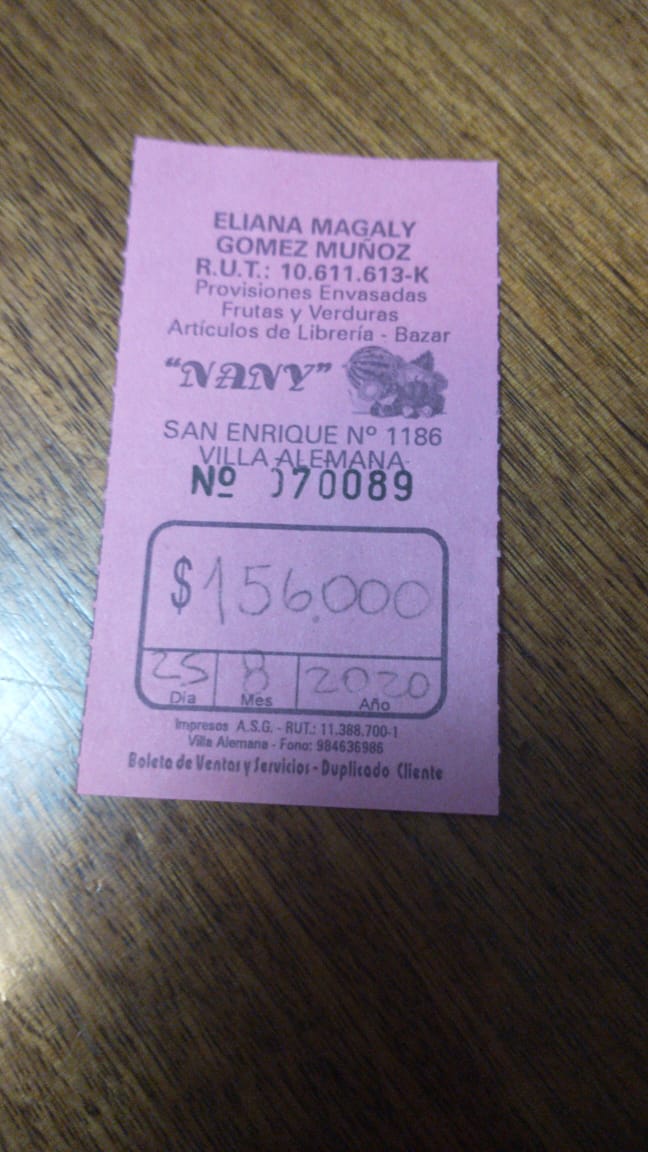 ELIANA MAGALY
GOMEZ MUÑOZ
R.U.T.: 10.611.613-K
Provisiones Envasadas
Frutas y Verduras
Artículos de Librería - Bazar
“NANY”
SAN ENRIQUE Nº 1186
VILLA ALEMANA
Nº 070089
$ 156.000
25 8 2020
Día Mes Año
Impresos A.S.G. - RUT.: 11.388.700-1
Villa Alemana - Fono: 984636986
Boleta de Ventas y Servicios - Duplicado Cliente